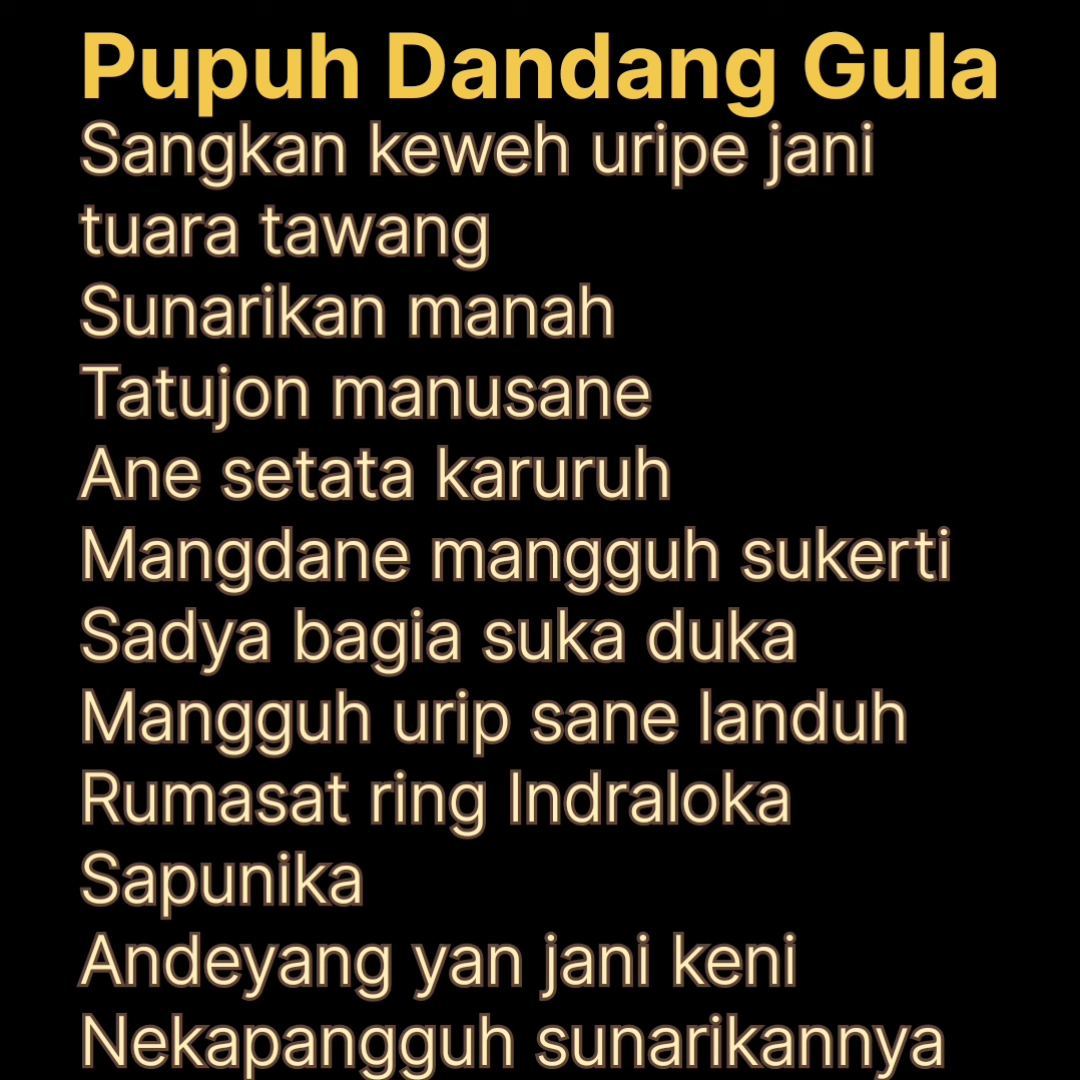 Pupuh Dandang Gula
Sangkan keweh uripe jani
tuara tawang
Sunarikan manah
Tatujon manusane
Ane setata karuruh
Mangdane mangguh sukerti
Sadya bagia suka duka
Mangguh urip sane landuh
Rumasat ring Indraloka
Sapunika
Andeyang yan jani keni
Nekapangguh sunarikannya